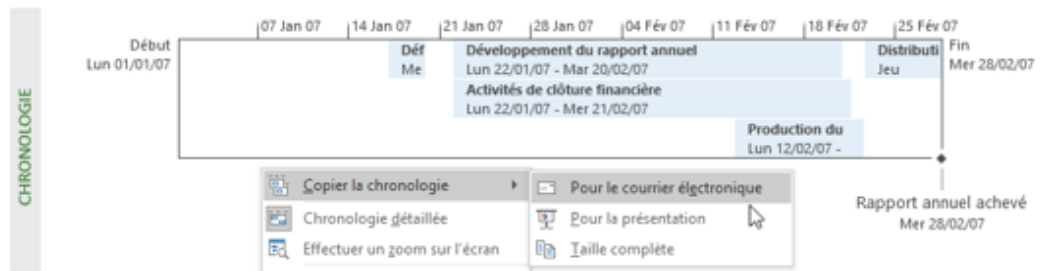 07 Jan 07 14 Jan 07 21 Jan 07 28 Jan 07 04 Fév 07 11 Fév 07 18 Fév 07 25 Fév 07
Début
Lun 01/01/07
Déf
Me
Développement du rapport annuel
Lun 22/01/07 - Mar 20/02/07
Activités de clôture financière
Lun 22/01/07 - Mer 21/02/07
Production du
Lun 12/02/07 -
Distributi
Jeu
Fin
Mer 28/02/07
CHRONOLOGIE
Rapport annuel achevé
Mer 28/02/07
Copier la chronologie
Chronologie détaillée
Effectuer un zoom sur l'écran
Pour le courrier électronique
Pour la présentation
Taille complète